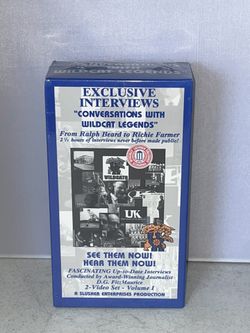 EXCLUSIVE
INTERVIEWS
"CONVERSATIONS WITH
WILDCAT LEGENDS"
From Ralph Beard to Richie Farmer
2 ½ hours of interviews never before made public!
UK
SEE THEM NOW!
HEAR THEM NOW!
FASCINATING Up-to-Date Interviews
Conducted by Award-Winning Journalist
D.G. FitzMaurice
2-Video Set - Volume I
A SLUSHER ENTERPRISES PRODUCTION